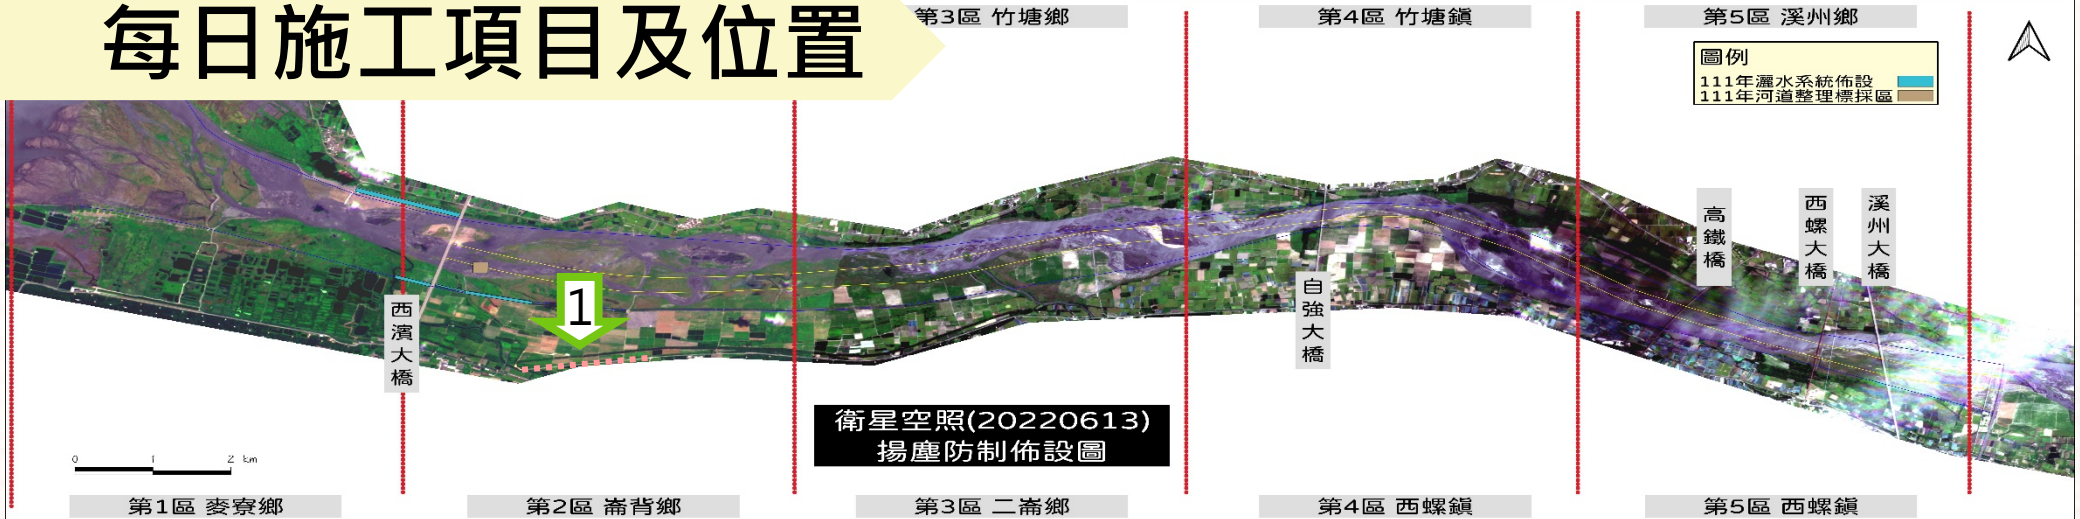 每日施工項目及位置
第3區 竹塘鄉
第4區 竹塘鎮
第5區 溪州鄉
圖例
111年灑水系統佈設
111年河道整理標採區
高鐵橋
西螺大橋
溪州大橋
1
自強大橋
西濱大橋
衛星空照(20220613)
揚塵防制佈設圖
0 1 2 km
第1區 麥寮鄉
第2區 崙背鄉
第3區 二崙鄉
第4區 西螺鎮
第5區 西螺鎮